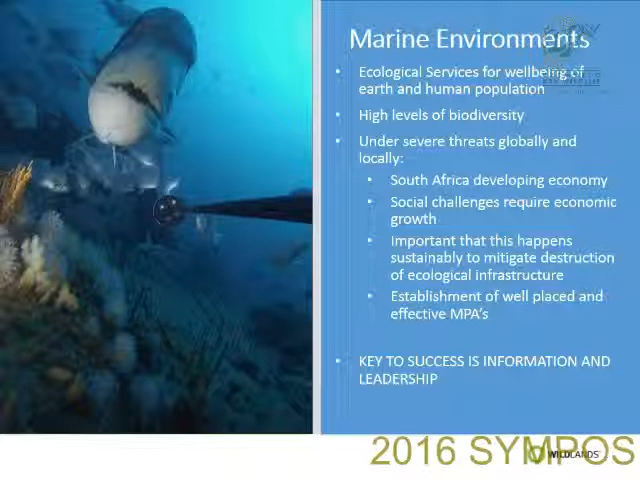 Marine Environments
• Ecological Services for wellbeing of
earth and human population
• High levels of biodiversity
• Under severe threats globally and
locally:
• South Africa developing economy
• Social challenges require economic
growth
• Important that this happens
sustainably to mitigate destruction
of ecological infrastructure
• Establishment of well placed and
effective MPA's
• KEY TO SUCCESS IS INFORMATION AND
LEADERSHIP
2016 SYMPOS
WILDLANDS